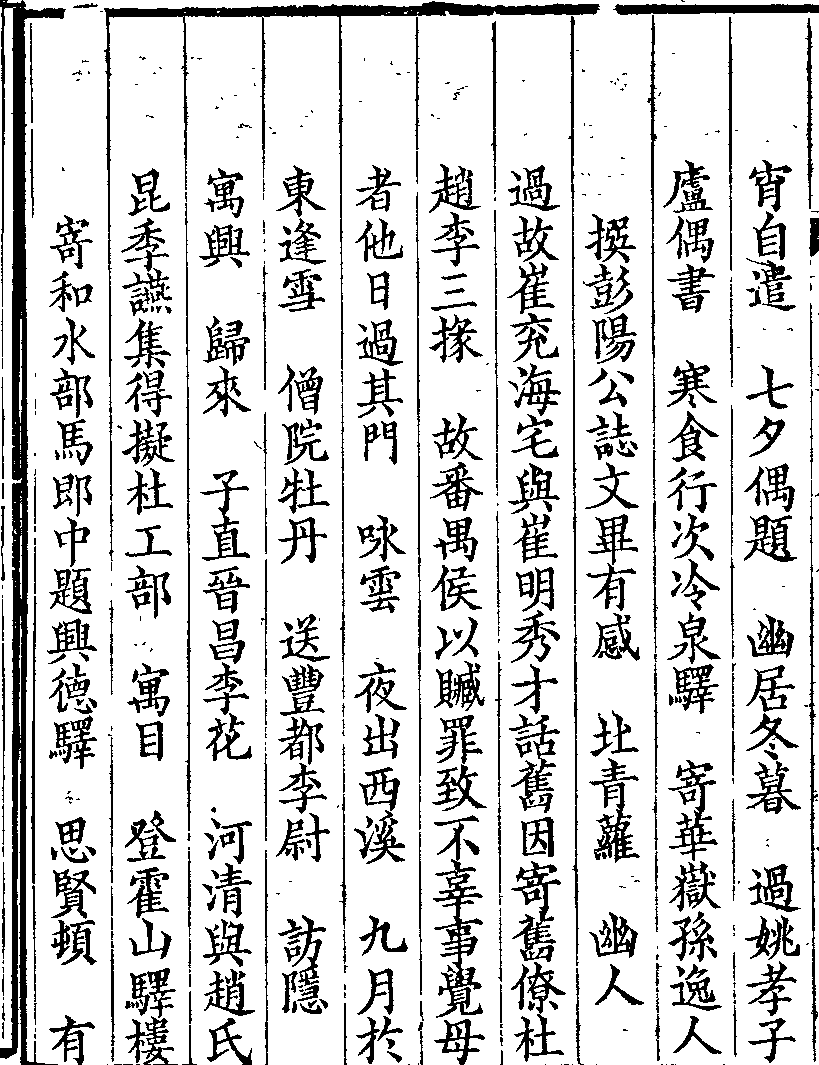 宵自遣　七夕偶題　幽居冬暮　過姚孝子
廬偶書　寒食行次冷泉驛　寄華嶽孫逸人
撰彭陽公誌文畢有感　北青蘿　幽人
過故崔兖海宅與崔明秀才話舊因寄舊僚杜
趙李三掾　故番禺侯以贓罪致不辜事覺母
者他日過其門　咏雲　夜出西溪　九月於
東逢雪　僧院牡丹　送豐都李尉　訪隱
寓興　歸來　子直晉昌李花　河清與趙氏
昆季讌集得擬杜工部　寓目　登霍山驛樓
寄和水部馬郎中題興德驛　思賢頓　有